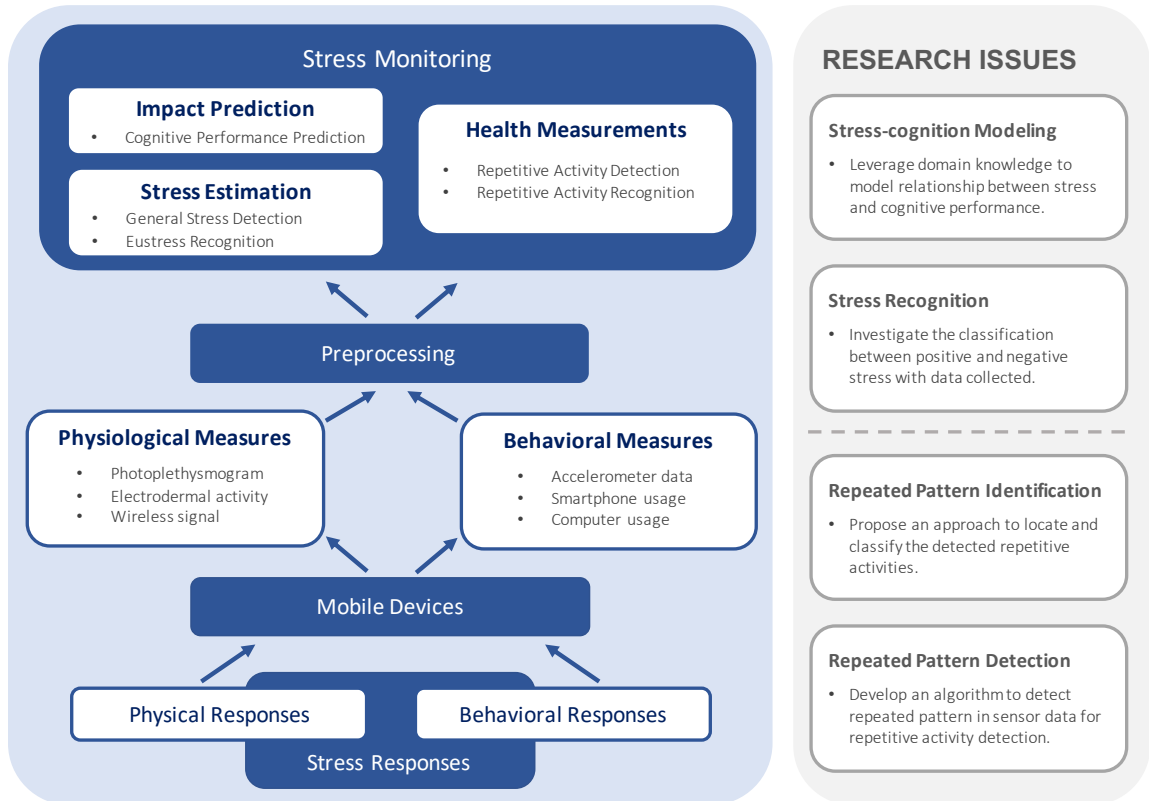 Stress Monitoring
Impact Prediction
• Cognitive Performance Prediction
Stress Estimation
• General Stress Detection
• Eustress Recognition
Health Measurements
• Repetitive Activity Detection
• Repetitive Activity Recognition
Preprocessing
Physiological Measures
• Photoplethysmogram
• Electrodermal activity
• Wireless signal
Behavioral Measures
• Accelerometer data
• Smartphone usage
• Computer usage
Mobile Devices
Physical Responses
Behavioral Responses
Stress Responses
RESEARCH ISSUES
Stress-cognition Modeling
• Leverage domain knowledge to
model relationship between stress
and cognitive performance.
Stress Recognition
• Investigate the classification
between positive and negative
stress with data collected.
Repeated Pattern Identification
• Propose an approach to locate and
classify the detected repetitive
activities.
Repeated Pattern Detection
• Develop an algorithm to detect
repeated pattern in sensor data for
repetitive activity detection.